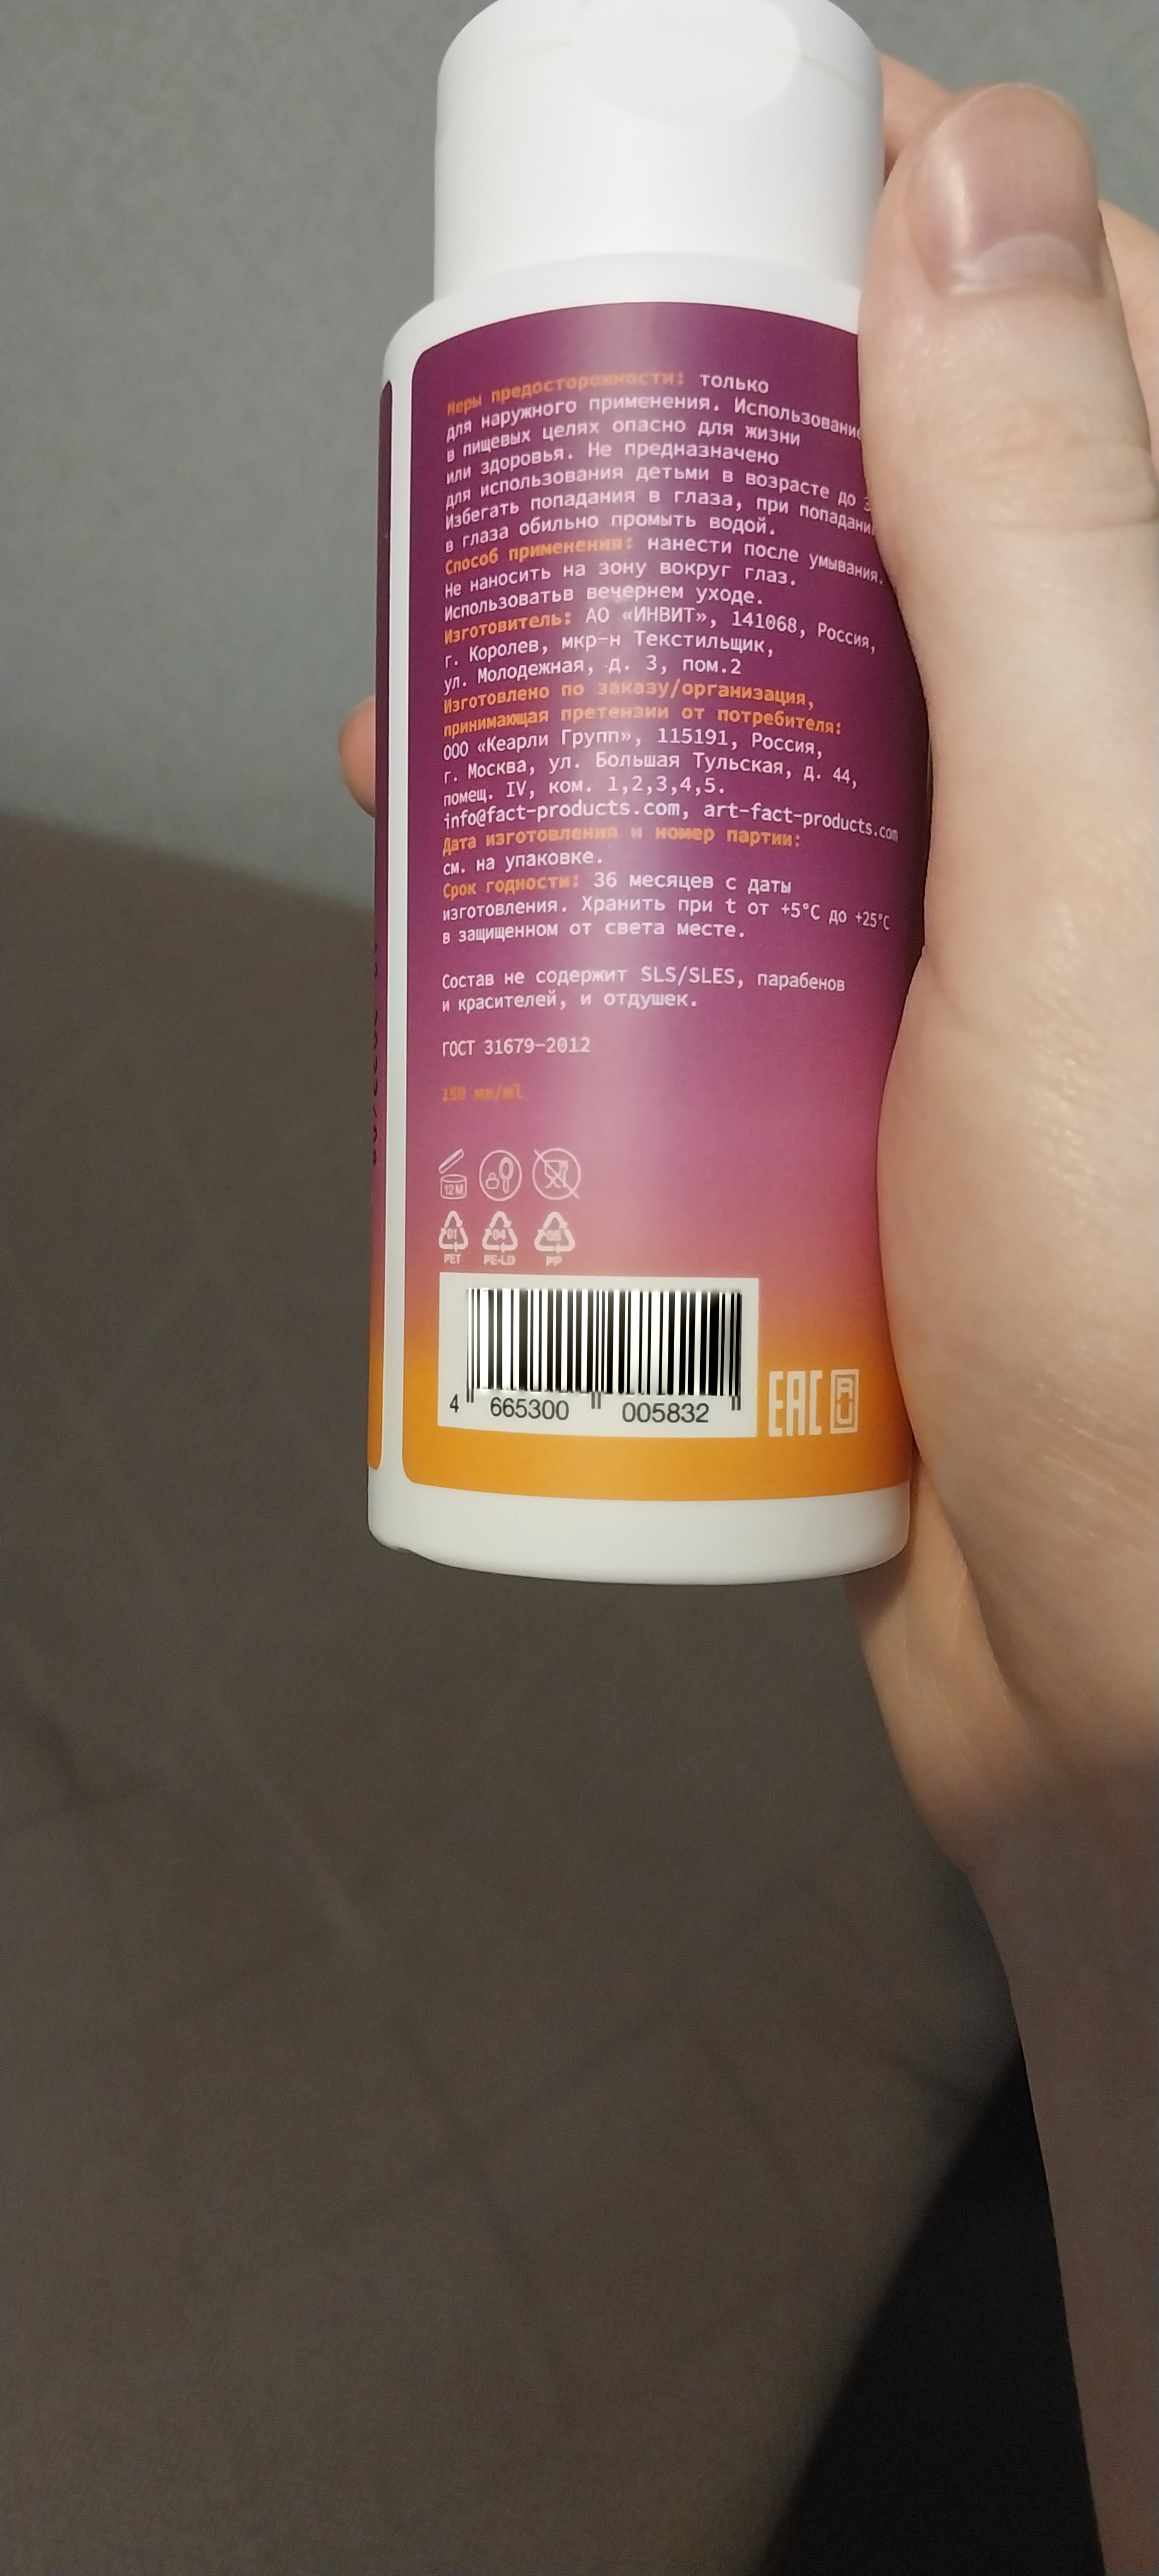 Меры предосторожности: только
для наружного применения. Использование
в пищевых целях опасно для жизни
или здоровья. Не предназначено
для использования детьми в возрасте до 3
Избегать попадания в глаза, при попадании
в глаза обильно промыть водой.
Способ применения: нанести после умывания.
Не наносить на зону вокруг глаз.
Использоватьв вечернем уходе.
Изготовитель: АО «ИНВИТ», 141068, Россия,
г. Королев, мкр-н Текстильщик,
ул. Молодежная, д. 3, пом.2
Изготовлено по заказу/организация,
принимающая претензии от потребителя:
ООО «Кеарли Групп», 115191, Россия,
г. Москва, ул. Большая Тульская, д. 44,
помещ. IV, ком. 1,2,3,4,5.
info@fact-products.com, art-fact-products.com
Дата изготовления и номер партии:
см. на упаковке.
Срок годности: 36 месяцев с даты
изготовления. Хранить при t от +5°C до +25°C
в защищенном от света месте.
Состав не содержит SLS/SLES, парабенов
и красителей, и отдушек.
ГОСТ 31679-2012
150 мл/ml
12M
01 04 05
PET PE-LD PP
4 665300 005832
EAC